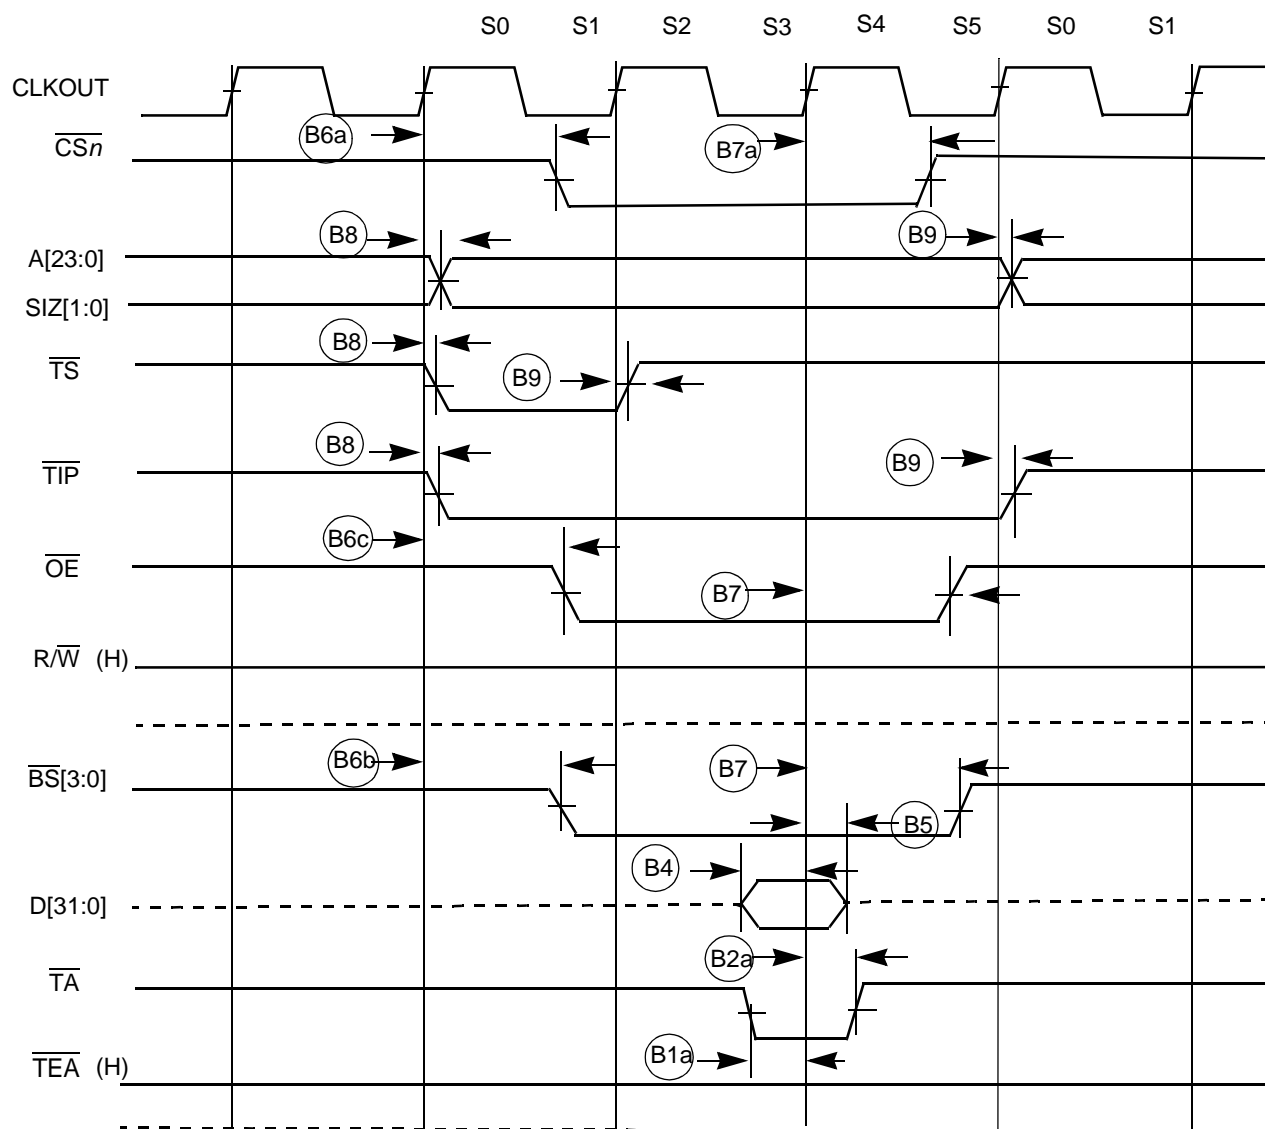 S0 S1 S2 S3 S4 S5 S0 S1
CLKOUT
B6a
B7a
CSn
B8
B9
A[23:0]
SIZ[1:0]
B8
B9
TS
B8
B9
TIP
B6c
OE
B7
R/W (H)
B6b
B7
BS[3:0]
B5
B4
D[31:0]
B2a
TA
B1a
TEA (H)